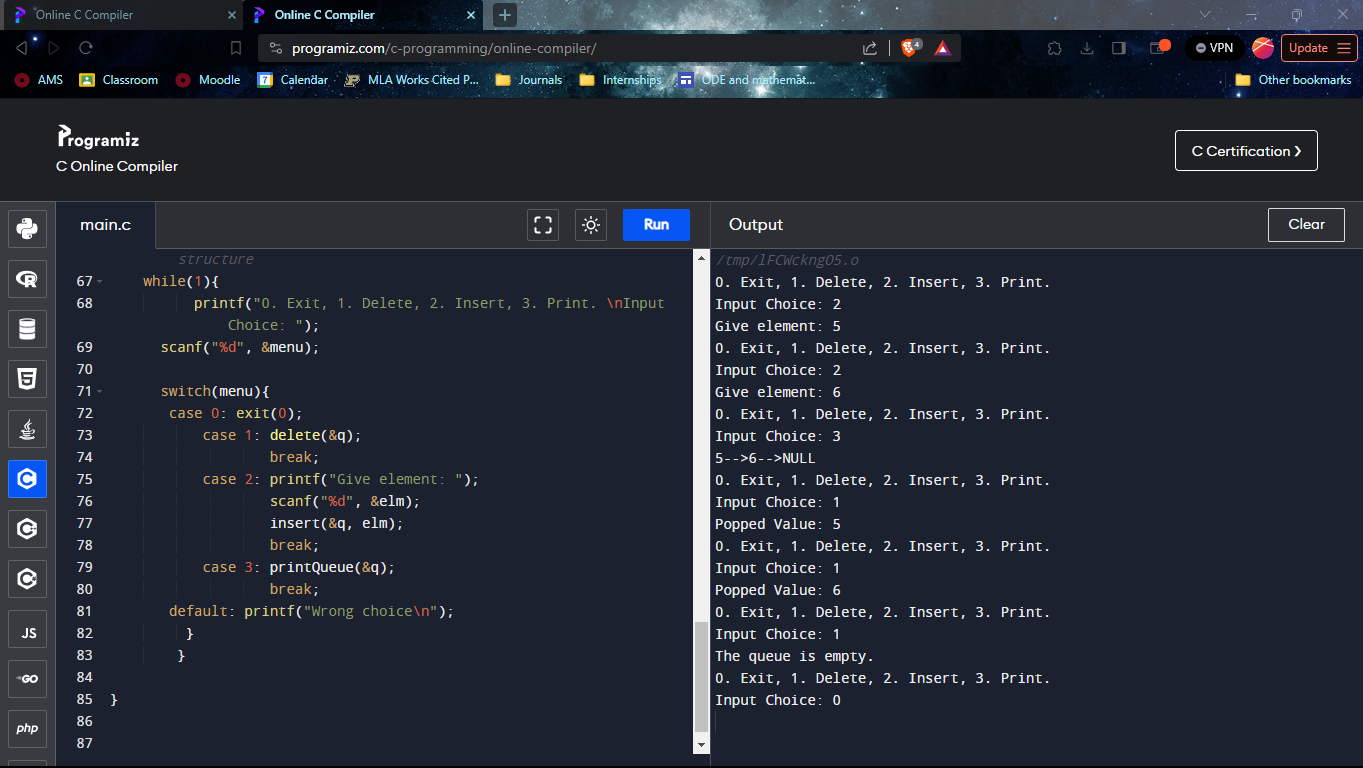 Online C Compiler
Online C Compiler
programiz.com/c-programming/online-compiler/
4
VPN
Update
AMS
Classroom
7 Calendar
Moodle
MLA Works Cited P...
Journals
Internships
ODE and mathemat...
Other bookmarks
Programiz
C Online Compiler
C Certification
main.c
Run
Output
Clear
R
5
C
C
C
JS
GO
php
structure
67 while(1){
68 printf("0. Exit, 1. Delete, 2. Insert, 3. Print. \nInput
Choice: ");
69 scanf("%d", &menu);
70
71 switch(menu){
72 case 0: exit(0);
73 case 1: delete(&q);
74 break;
75 case 2: printf("Give element: ");
76 scanf("%d", &elm);
77 insert(&q, elm);
78 break;
79 case 3: printQueue(&q);
80 break;
81 default: printf("Wrong choice\n");
82 }
83 }
84
85 }
86
87
/tmp/lFCWckngO5.o
0. Exit, 1. Delete, 2. Insert, 3. Print.
Input Choice: 2
Give element: 5
0. Exit, 1. Delete, 2. Insert, 3. Print.
Input Choice: 2
Give element: 6
0. Exit, 1. Delete, 2. Insert, 3. Print.
Input Choice: 3
5-->6-->NULL
0. Exit, 1. Delete, 2. Insert, 3. Print.
Input Choice: 1
Popped Value: 5
0. Exit, 1. Delete, 2. Insert, 3. Print.
Input Choice: 1
Popped Value: 6
0. Exit, 1. Delete, 2. Insert, 3. Print.
Input Choice: 1
The queue is empty.
0. Exit, 1. Delete, 2. Insert, 3. Print.
Input Choice: 0